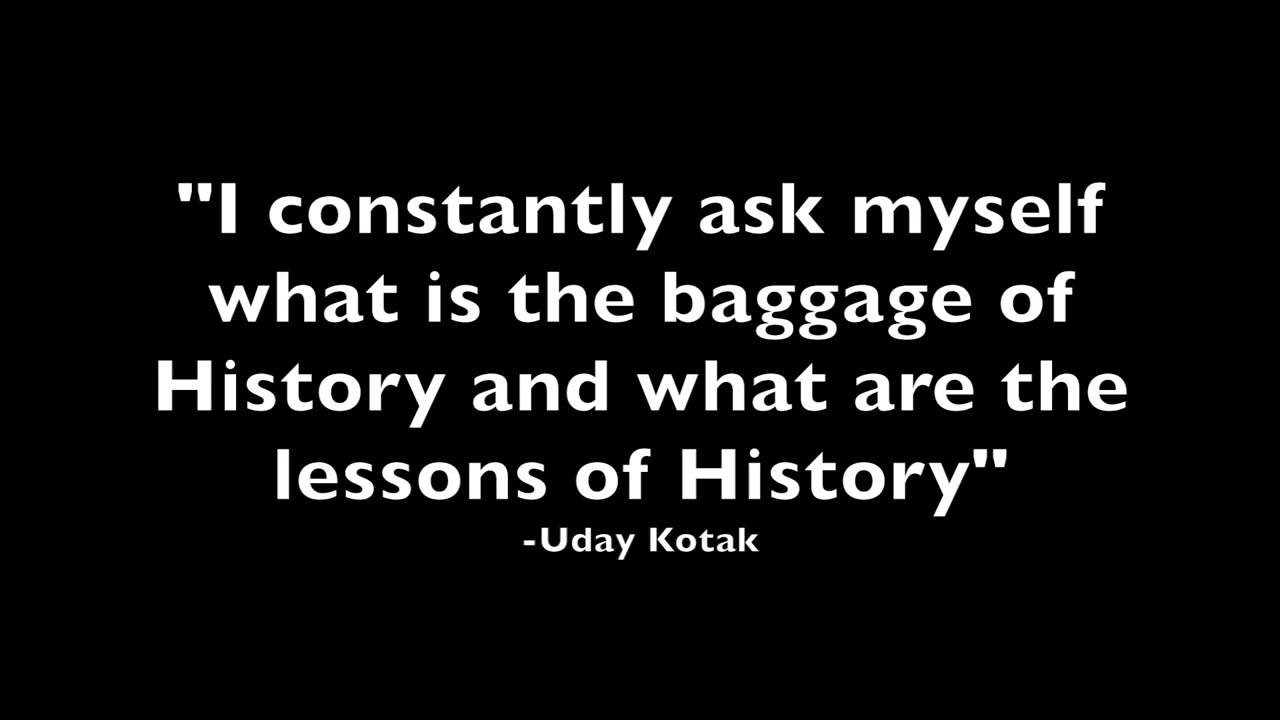 "I constantly ask myself
what is the baggage of
History and what are the
lessons of History"
-Uday Kotak